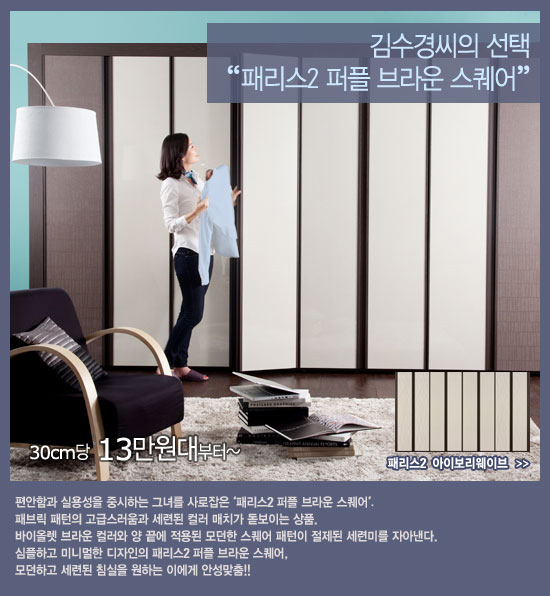 김수경씨의 선택
“패리스2 퍼플 브라운 스퀘어”
30cm당 13만원대부터~
패리스2 아이보리웨이브 >>
편안함과 실용성을 중시하는 그녀를 사로잡은 '패리스2 퍼플 브라운 스퀘어'.
패브릭 패턴의 고급스러움과 세련된 컬러 매치가 돋보이는 상품.
바이올렛 브라운 컬러와 양 끝에 적용된 모던한 스퀘어 패턴이 절제된 세련미를 자아낸다.
심플하고 미니멀한 디자인의 패리스2 퍼플 브라운 스퀘어,
모던하고 세련된 침실을 원하는 이에게 안성맞춤!!